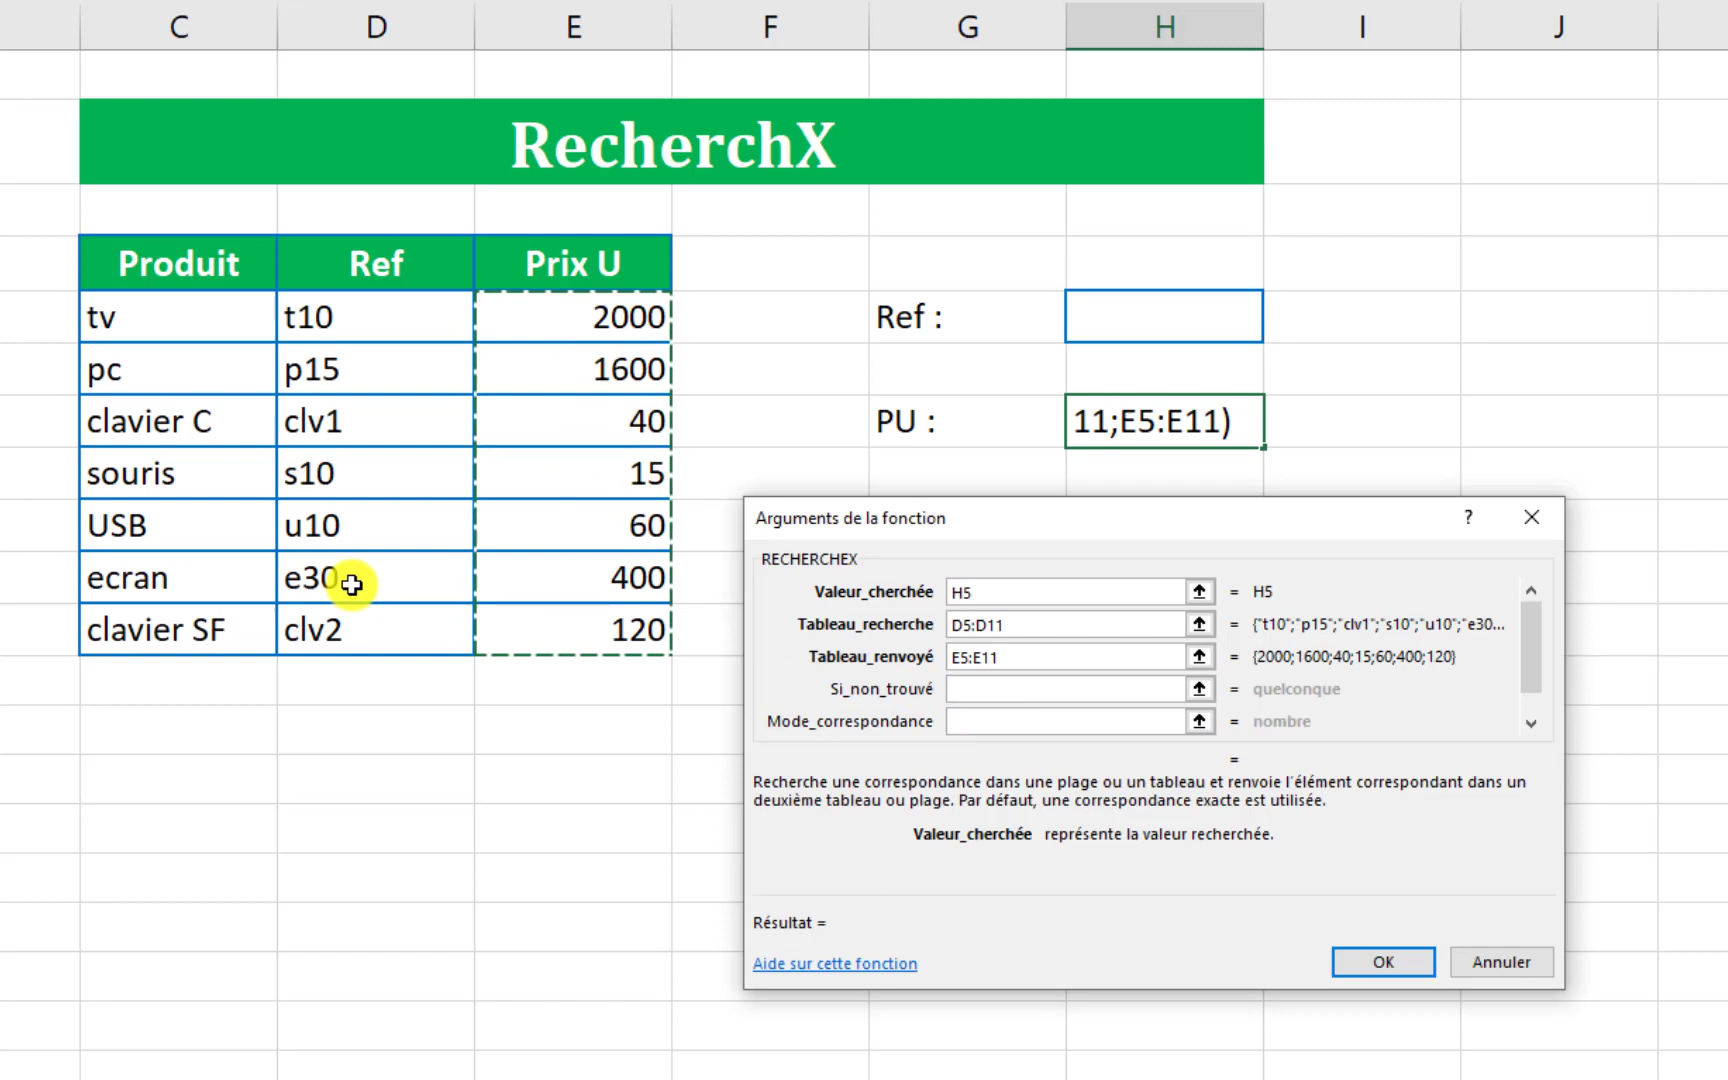 C D E F G H I J
RecherchX
Produit Ref Prix U
tv t10 2000 Ref :
pc p15 1600
clavier C clv1 40 PU : 11;E5:E11)
souris s10 15
USB u10 60
ecran e30 400
clavier SF clv2 120
Arguments de la fonction ?
RECHERCHEX
Valeur_cherchée H5 = H5
Tableau_recherche D5:D11 = {"t10";"p15";"clv1";"s10";"u10";"e30...
Tableau_renvoyé E5:E11 = {2000;1600;40;15;60;400;120}
Si_non_trouvé = quelconque
Mode_correspondance = nombre
=
Recherche une correspondance dans une plage ou un tableau et renvoie l'élément correspondant dans un
deuxième tableau ou plage. Par défaut, une correspondance exacte est utilisée.
Valeur_cherchée représente la valeur recherchée.
Résultat =
Aide sur cette fonction OK Annuler